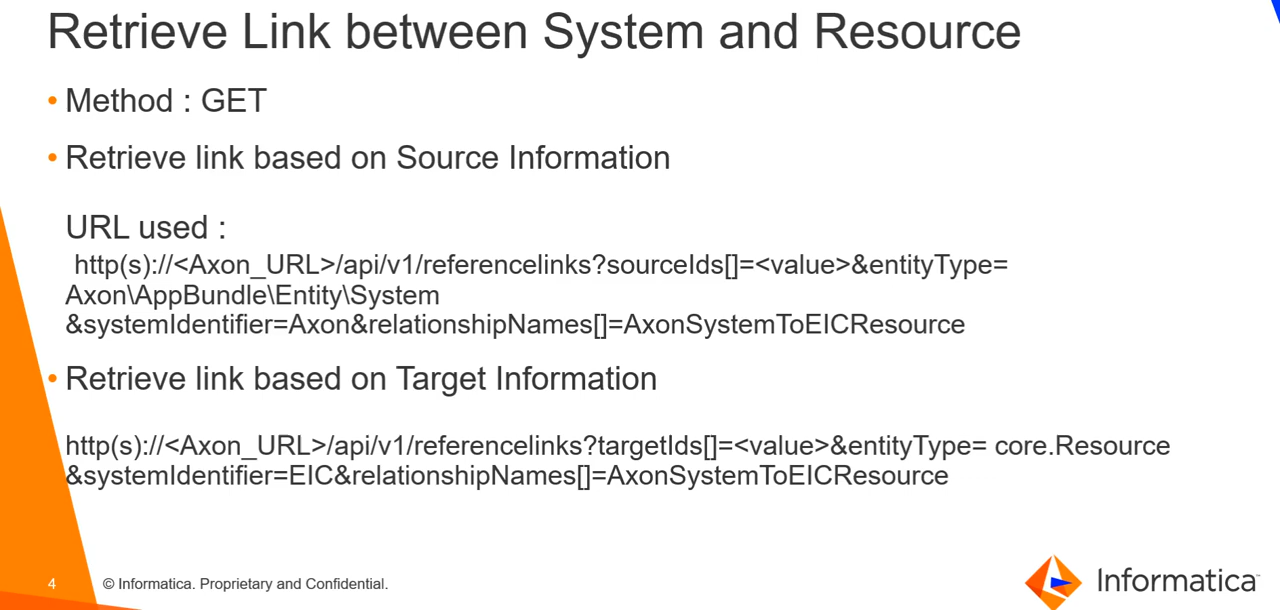 Retrieve Link between System and Resource
• Method : GET
• Retrieve link based on Source Information
URL used :
http(s)://<Axon_URL>/api/v1/referencelinks?sourceIds[]=<value>&entityType=
Axon\AppBundle\Entity\System
&systemIdentifier=Axon&relationshipNames[]=AxonSystemToEICResource
• Retrieve link based on Target Information
http(s)://<Axon_URL>/api/v1/referencelinks?targetIds[]=<value>&entityType= core.Resource
&systemIdentifier=EIC&relationshipNames[]=AxonSystemToEICResource
4 © Informatica. Proprietary and Confidential.
Informatica™